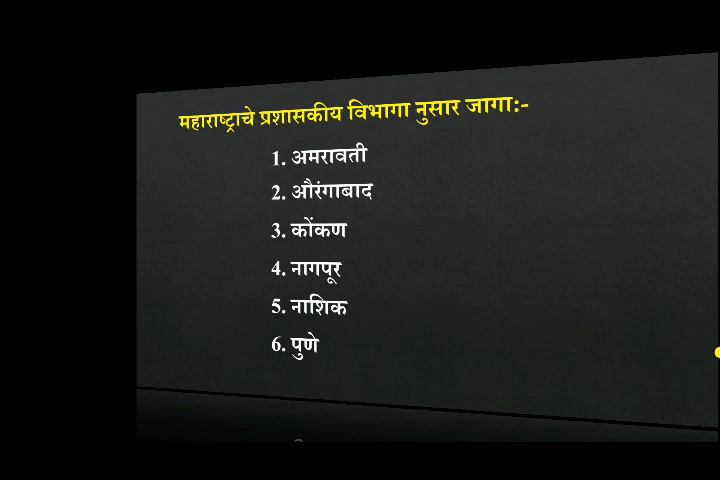 महाराष्ट्राचे प्रशासकीय विभागा नुसार जागा:-
1. अमरावती
2. औरंगाबाद
3. कोंकण
4. नागपूर
5. नाशिक
6. पुणे